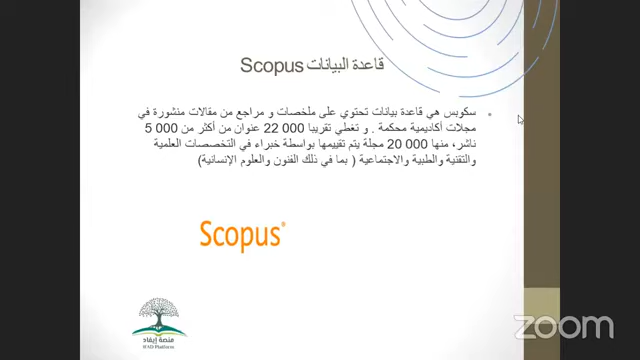 قاعدة البيانات Scopus
سكوبس هي قاعدة بيانات تحتوي على ملخصات و مراجع من مقالات منشورة في
مجلات أكاديمية محكمة . و تغطي تقريبا 22 000 عنوان من أكثر من 000 5
ناشر، منها 000 20 مجلة يتم تقييمها بواسطة خبراء في التخصصات العلمية
والتقنية والطبية والاجتماعية ( بما في ذلك الفنون والعلوم الإنسانية)
Scopus®
منصة إيفاد
IFAD Platform
zoom